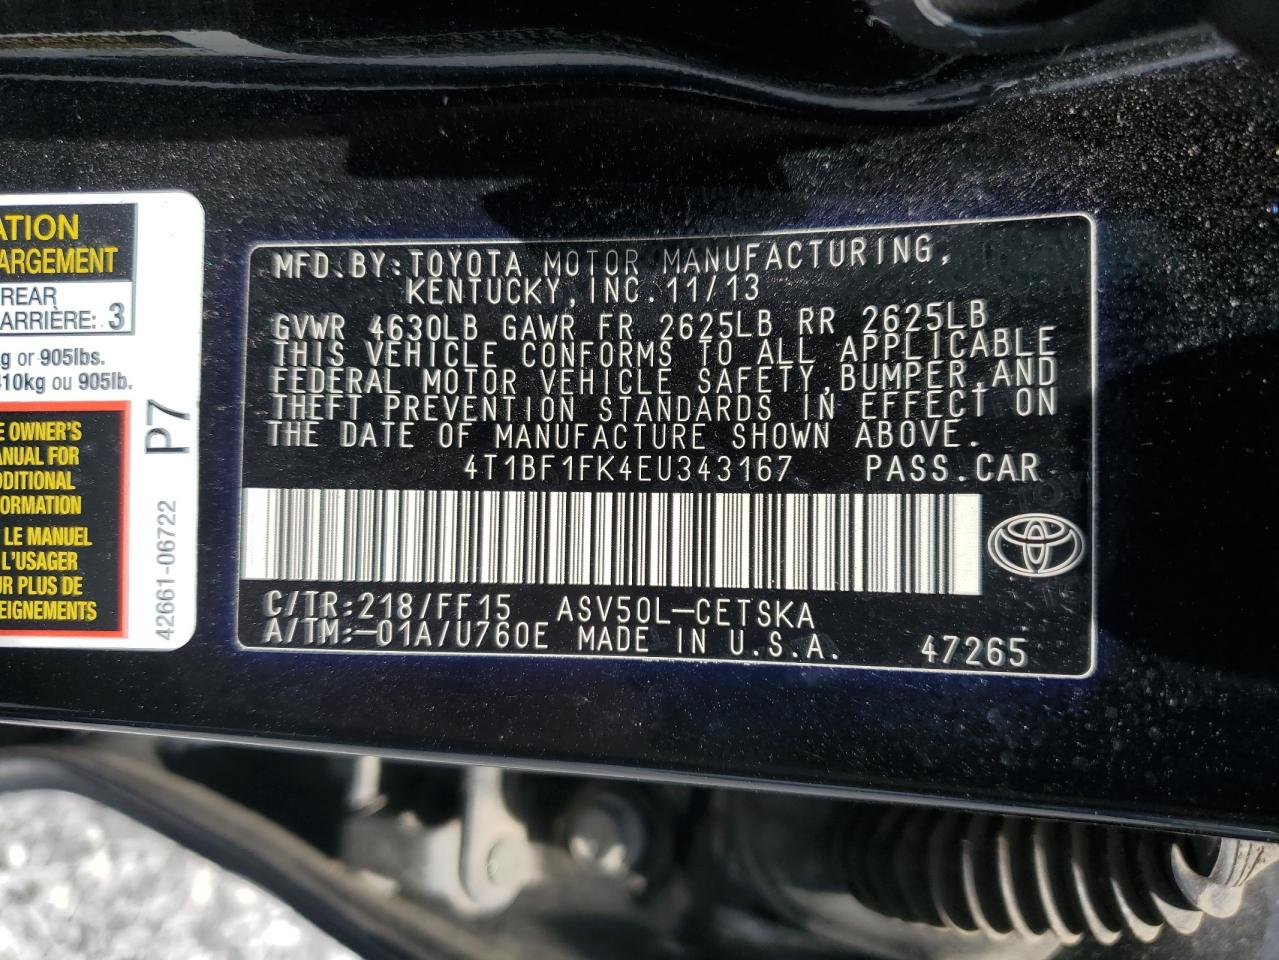 ATION
ARGEMENT
REAR
ARRIÈRE: 3
g or 905lbs.
10kg ou 905lb.
E OWNER'S
ANUAL FOR
DDITIONAL
ORMATION
LE MANUEL
L'USAGER
UR PLUS DE
EIGNEMENTS
P7
42661-06722
MFD.BY:TOYOTA MOTOR MANUFACTURING,
KENTUCKY,INC.11/13
GVWR 4630LB GAWR FR 2625LB RR 2625LB
THIS VEHICLE CONFORMS TO ALL APPLICABLE
FEDERAL MOTOR VEHICLE SAFETY,BUMPER,AND
THEFT PREVENTION STANDARDS IN EFFECT ON
THE DATE OF MANUFACTURE SHOWN ABOVE.
4T1BF1FK4EU343167 PASS.CAR
C/TR:218/FF15 ASV50L-CETSKA
A/TM:-01A/U760E MADE IN U.S.A. 47265